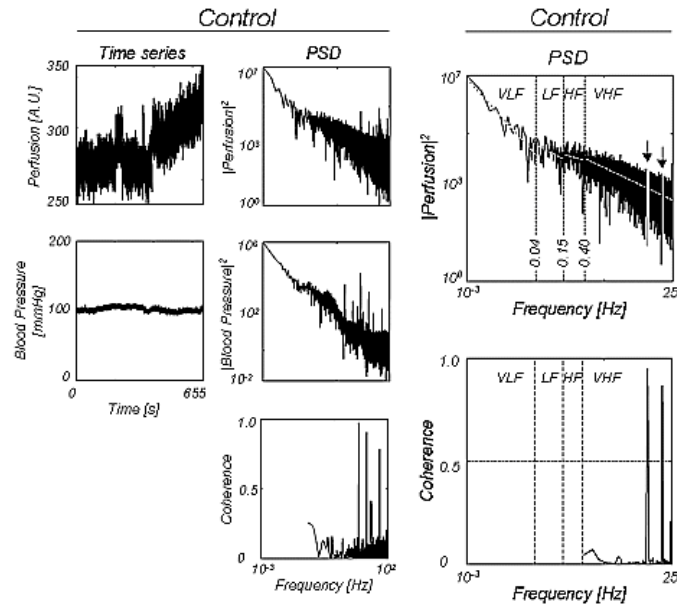 Control
Time series
PSD
350
300
250
Perfusion [A.U.]
10^7
10^3
10^0
|Perfusion|^2
200
100
0
Blood Pressure
[mmHg]
0
655
Time [s]
10^6
10^2
10^-2
|Blood Pressure|^2
1.0
0.5
0
Coherence
10^-3
10^2
Frequency [Hz]
Control
PSD
10^7
10^3
10^0
|Perfusion|^2
VLF
LF
HF
VHF
0.04
0.15
0.40
10^-3
25
Frequency [Hz]
1.0
0.5
0
Coherence
VLF
LF
HF
VHF
10^-3
25
Frequency [Hz]